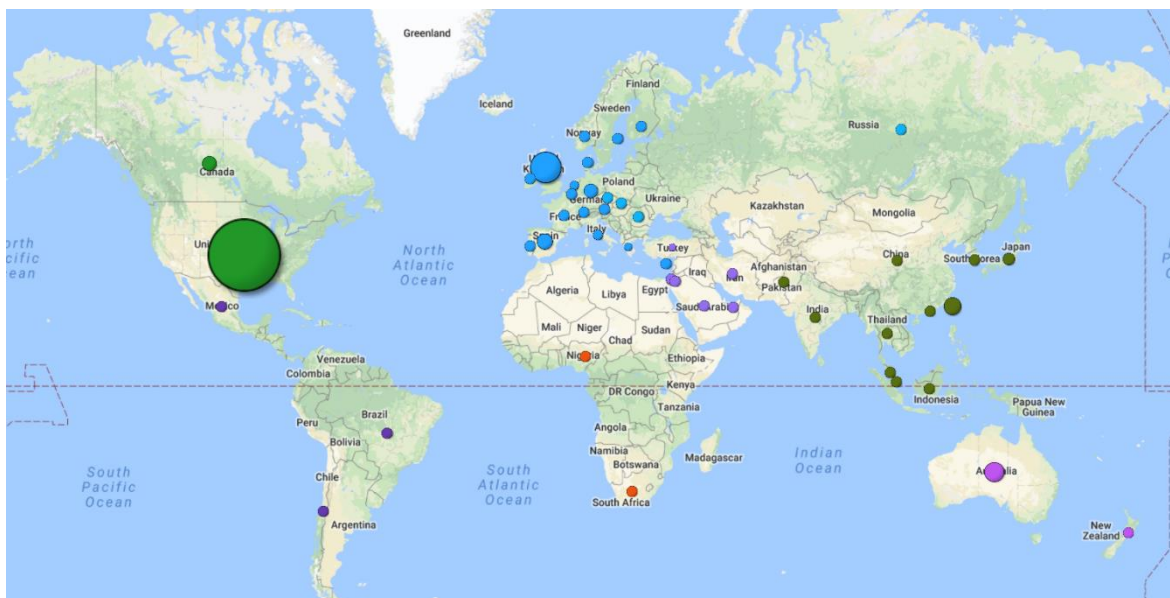 Greenland
Iceland
Finland
Sweden
Norway
Russia
Canada
Poland
Ukraine
Kazakhstan
Mongolia
France
Italy
Spain
Turkey
North
Atlantic
Ocean
Iraq
Iran
Afghanistan
Pakistan
China
South Korea
Japan
Mexico
Algeria
Libya
Egypt
Saudi Arabia
India
Thailand
Mali
Niger
Chad
Sudan
Nigeria
Ethiopia
Venezuela
Colombia
DR Congo
Kenya
Tanzania
Indonesia
Papua New
Guinea
Peru
Brazil
Bolivia
Angola
Namibia
Botswana
Madagascar
Indian
Ocean
South
Pacific
Ocean
South
Atlantic
Ocean
Chile
Argentina
South Africa
New
Zealand